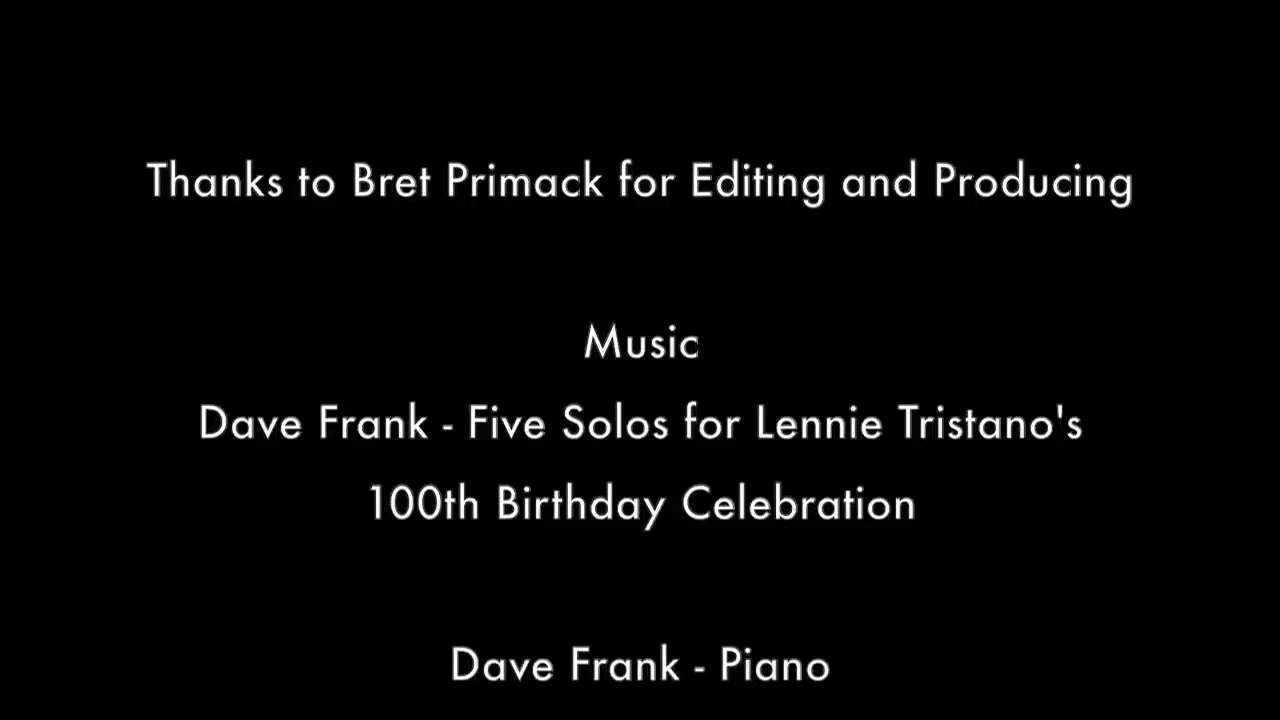 Thanks to Bret Primack for Editing and Producing
Music
Dave Frank - Five Solos for Lennie Tristano's
100th Birthday Celebration
Dave Frank - Piano